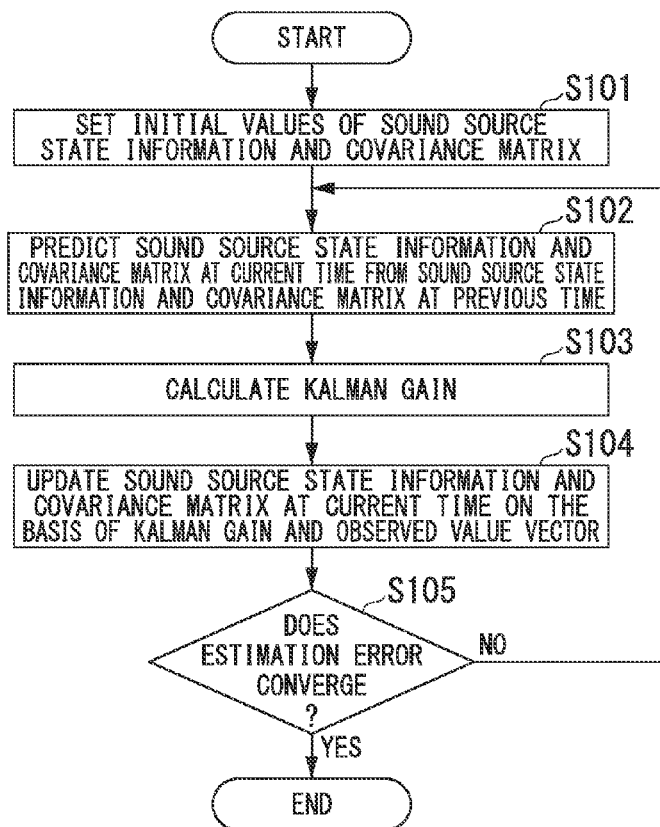 START
S101
SET INITIAL VALUES OF SOUND SOURCE
STATE INFORMATION AND COVARIANCE MATRIX
S102
PREDICT SOUND SOURCE STATE INFORMATION AND
COVARIANCE MATRIX AT CURRENT TIME FROM SOUND SOURCE STATE
INFORMATION AND COVARIANCE MATRIX AT PREVIOUS TIME
S103
CALCULATE KALMAN GAIN
S104
UPDATE SOUND SOURCE STATE INFORMATION AND
COVARIANCE MATRIX AT CURRENT TIME ON THE
BASIS OF KALMAN GAIN AND OBSERVED VALUE VECTOR
S105
DOES
ESTIMATION ERROR
CONVERGE
?
NO
YES
END